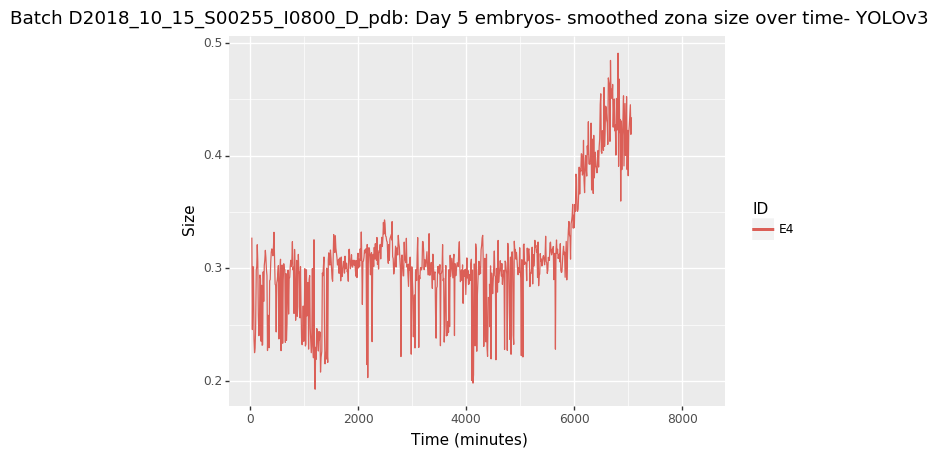 Batch D2018_10_15_S00255_I0800_D_pdb: Day 5 embryos- smoothed zona size over time- YOLOv3
0.5
0.4
0.3
0.2
Size
0
2000
4000
6000
8000
Time (minutes)
ID
E4